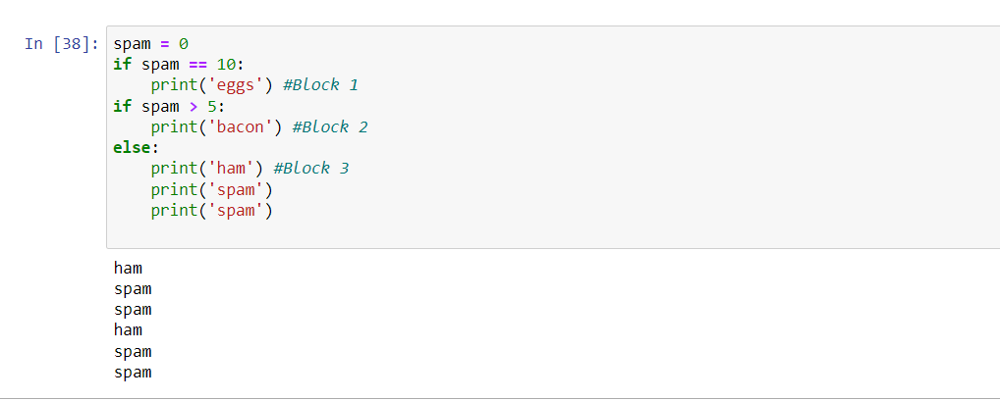 In [38]: spam = 0
if spam == 10:
    print('eggs') #Block 1
if spam > 5:
    print('bacon') #Block 2
else:
    print('ham') #Block 3
    print('spam')
    print('spam')
ham
spam
spam
ham
spam
spam